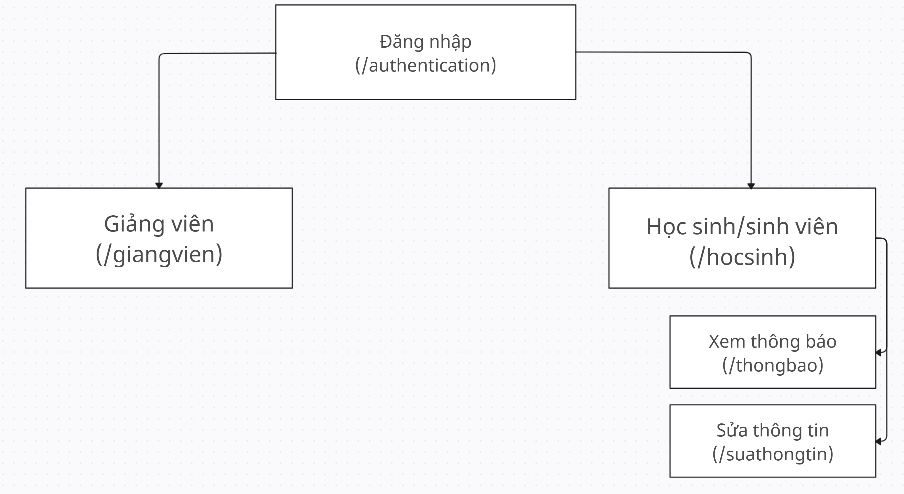 Đăng nhập
(/authentication)
Giảng viên
(/giangvien)
Học sinh/sinh viên
(/hocsinh)
Xem thông báo
(/thongbao)
Sửa thông tin
(/suathongtin)